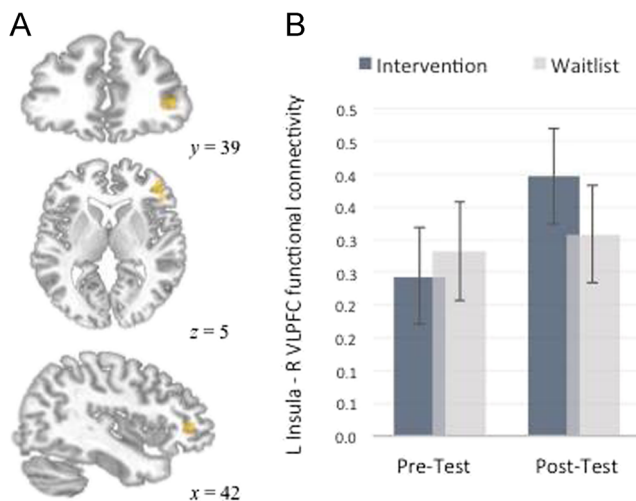 A
y = 39
z = 5
x = 42
B
Intervention Waitlist
L Insula - R VLPFC functional connectivity
0.5
0.5
0.4
0.4
0.3
0.3
0.2
0.2
0.1
0.1
0.0
Pre-Test Post-Test